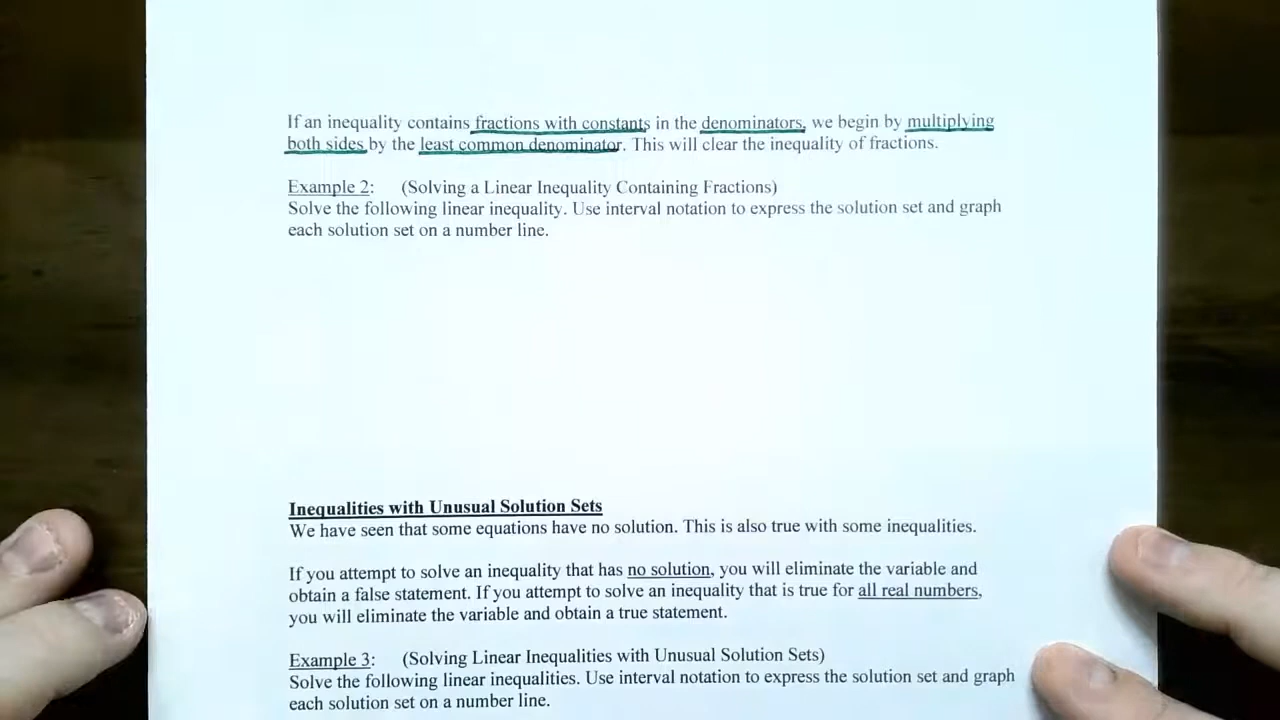 If an inequality contains fractions with constants in the denominators, we begin by multiplying
both sides by the least common denominator. This will clear the inequality of fractions.
Example 2: (Solving a Linear Inequality Containing Fractions)
Solve the following linear inequality. Use interval notation to express the solution set and graph
each solution set on a number line.
Inequalities with Unusual Solution Sets
We have seen that some equations have no solution. This is also true with some inequalities.
If you attempt to solve an inequality that has no solution, you will eliminate the variable and
obtain a false statement. If you attempt to solve an inequality that is true for all real numbers,
you will eliminate the variable and obtain a true statement.
Example 3: (Solving Linear Inequalities with Unusual Solution Sets)
Solve the following linear inequalities. Use interval notation to express the solution set and graph
each solution set on a number line.